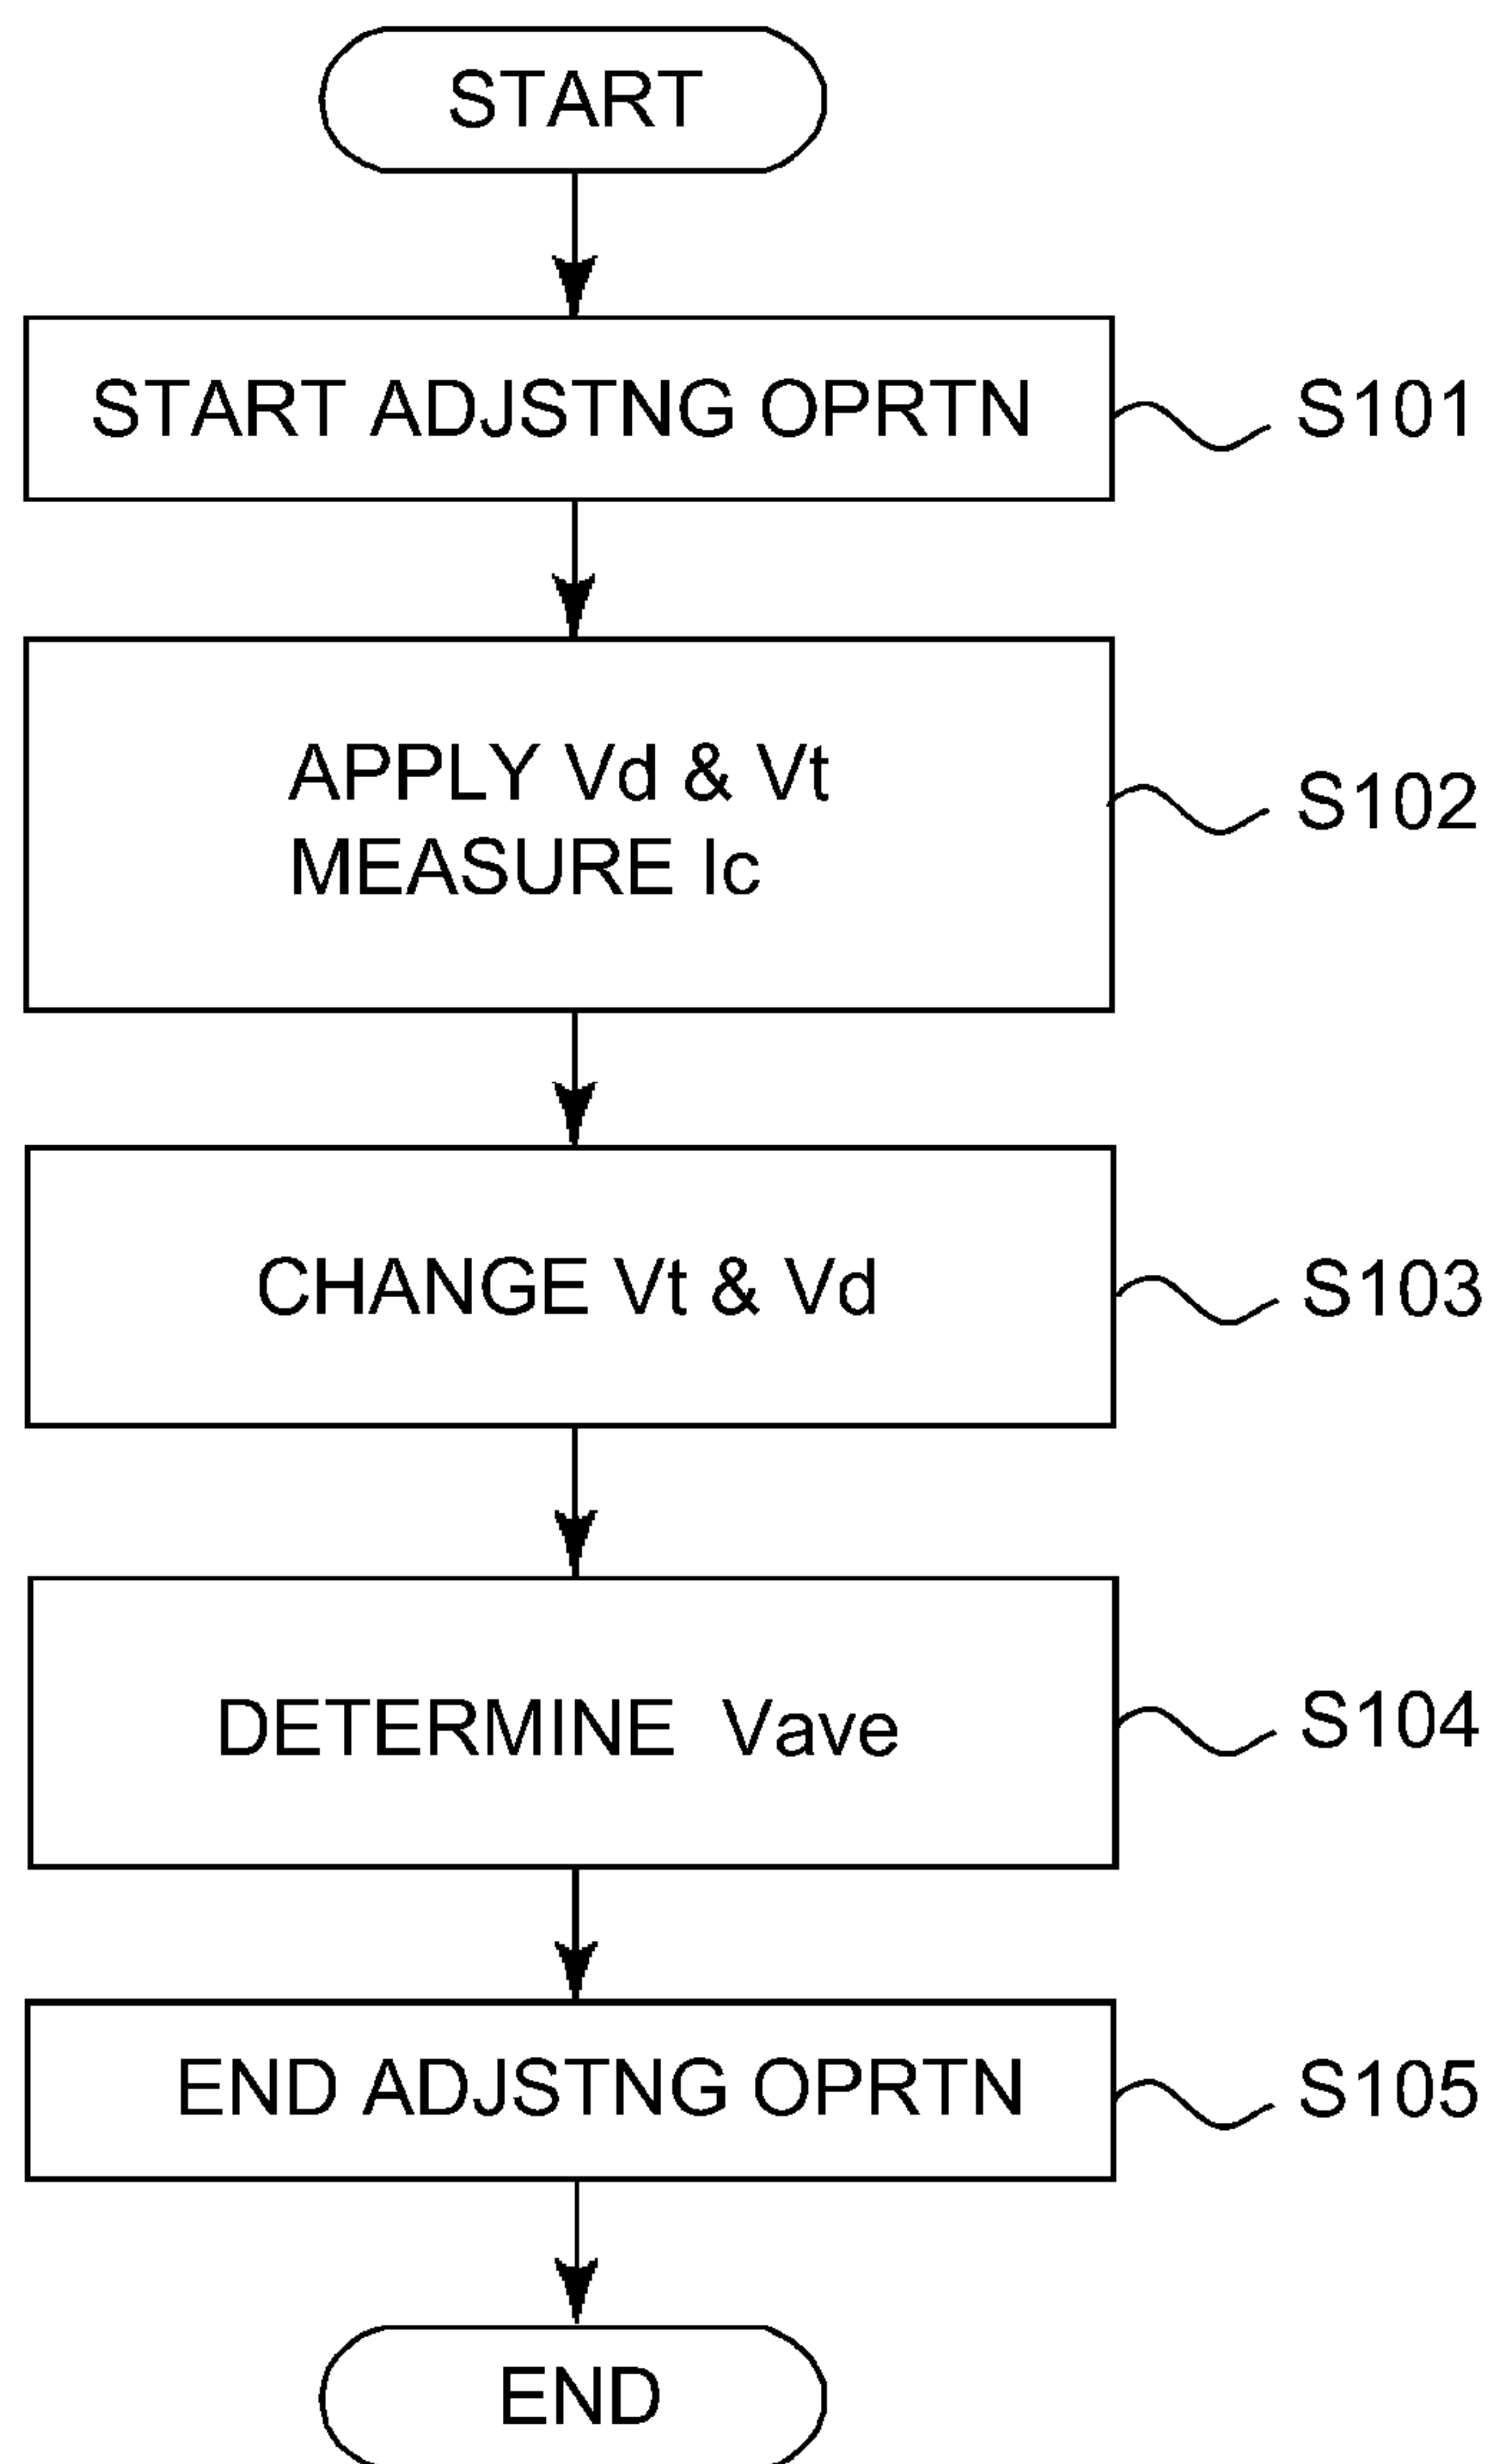 START
START ADJSTNG OPRTN
S101
APPLY Vd & Vt
MEASURE Ic
S102
CHANGE Vt & Vd
S103
DETERMINE Vave
S104
END ADJSTNG OPRTN
S105
END